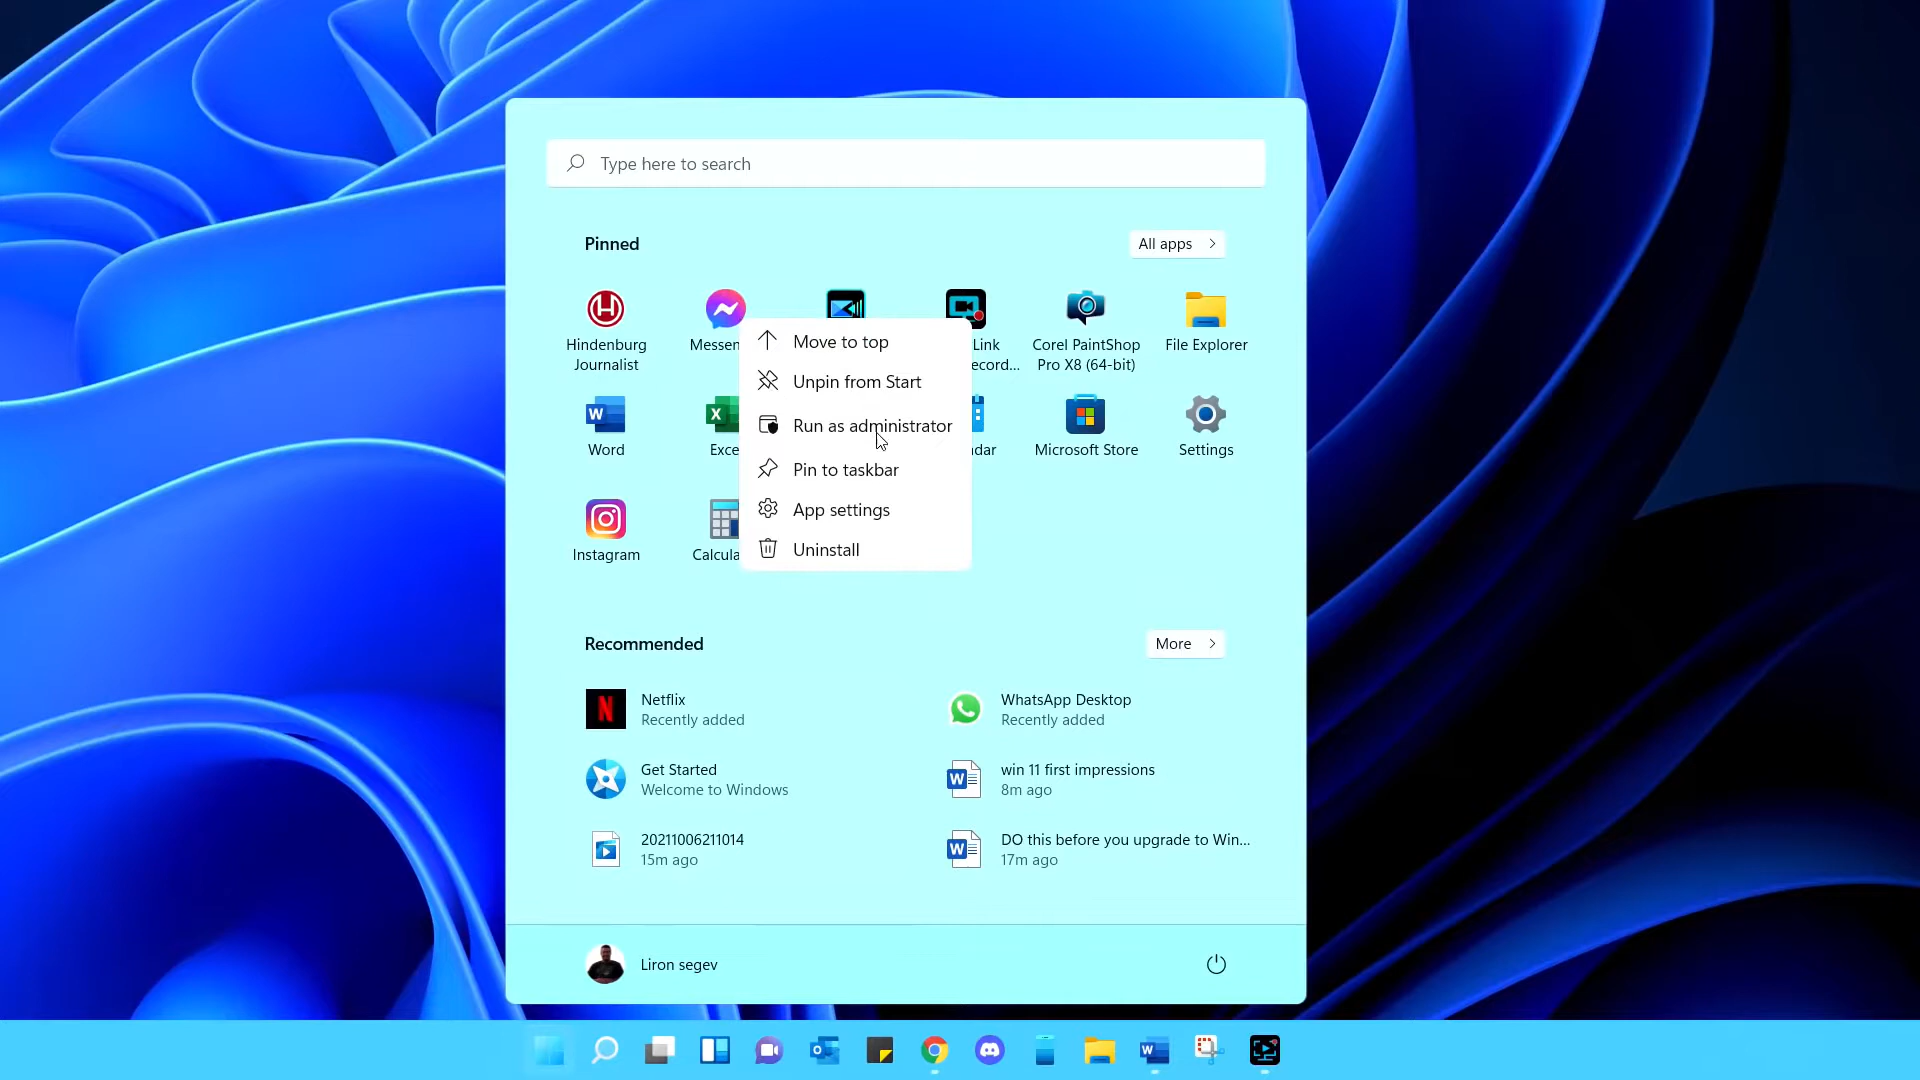 Type here to search
Pinned
All apps
Hindenburg
Journalist
Messen
Link
ecord...
Corel PaintShop
Pro X8 (64-bit)
File Explorer
Move to top
Unpin from Start
Run as administrator
Pin to taskbar
App settings
Uninstall
Word
Exce
dar
Microsoft Store
Settings
Instagram
Calcula
Recommended
More
Netflix
Recently added
WhatsApp Desktop
Recently added
Get Started
Welcome to Windows
win 11 first impressions
8m ago
20211006211014
15m ago
DO this before you upgrade to Win...
17m ago
Liron segev